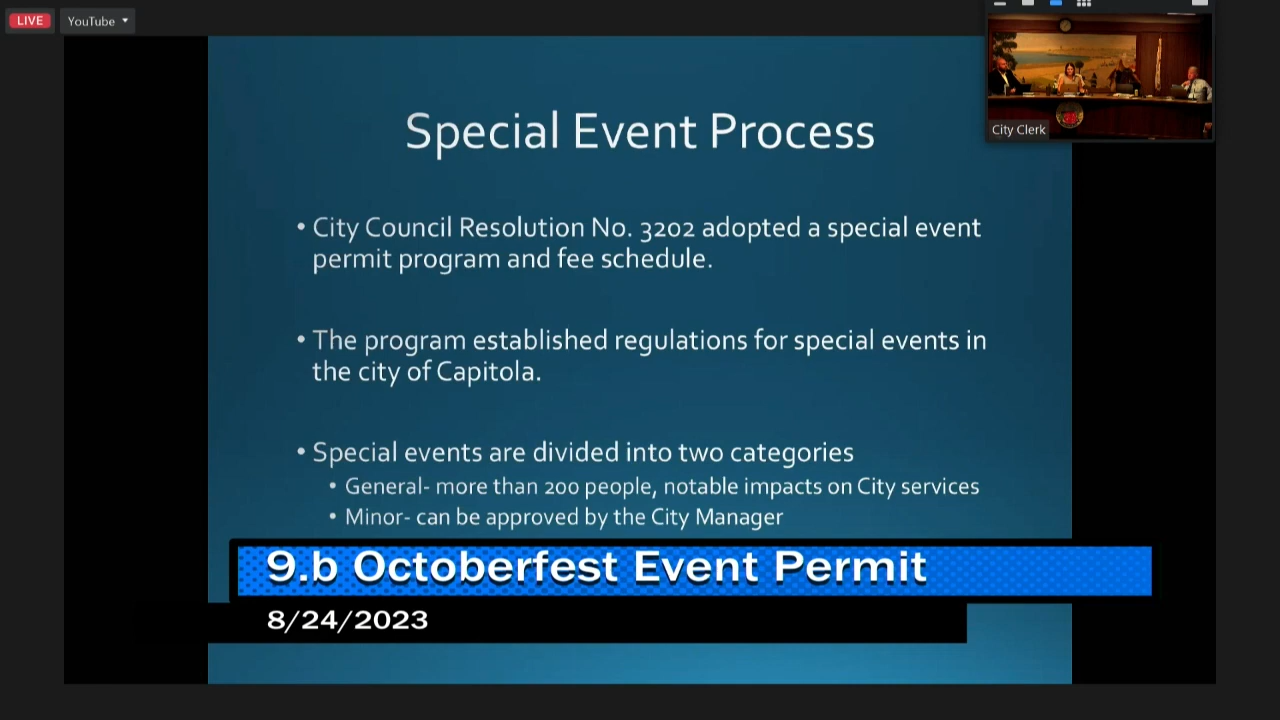 LIVE
YouTube
City Clerk
Special Event Process
• City Council Resolution No. 3202 adopted a special event
permit program and fee schedule.
• The program established regulations for special events in
the city of Capitola.
• Special events are divided into two categories
• General- more than 200 people, notable impacts on City services
• Minor- can be approved by the City Manager
9.b Octoberfest Event Permit
8/24/2023